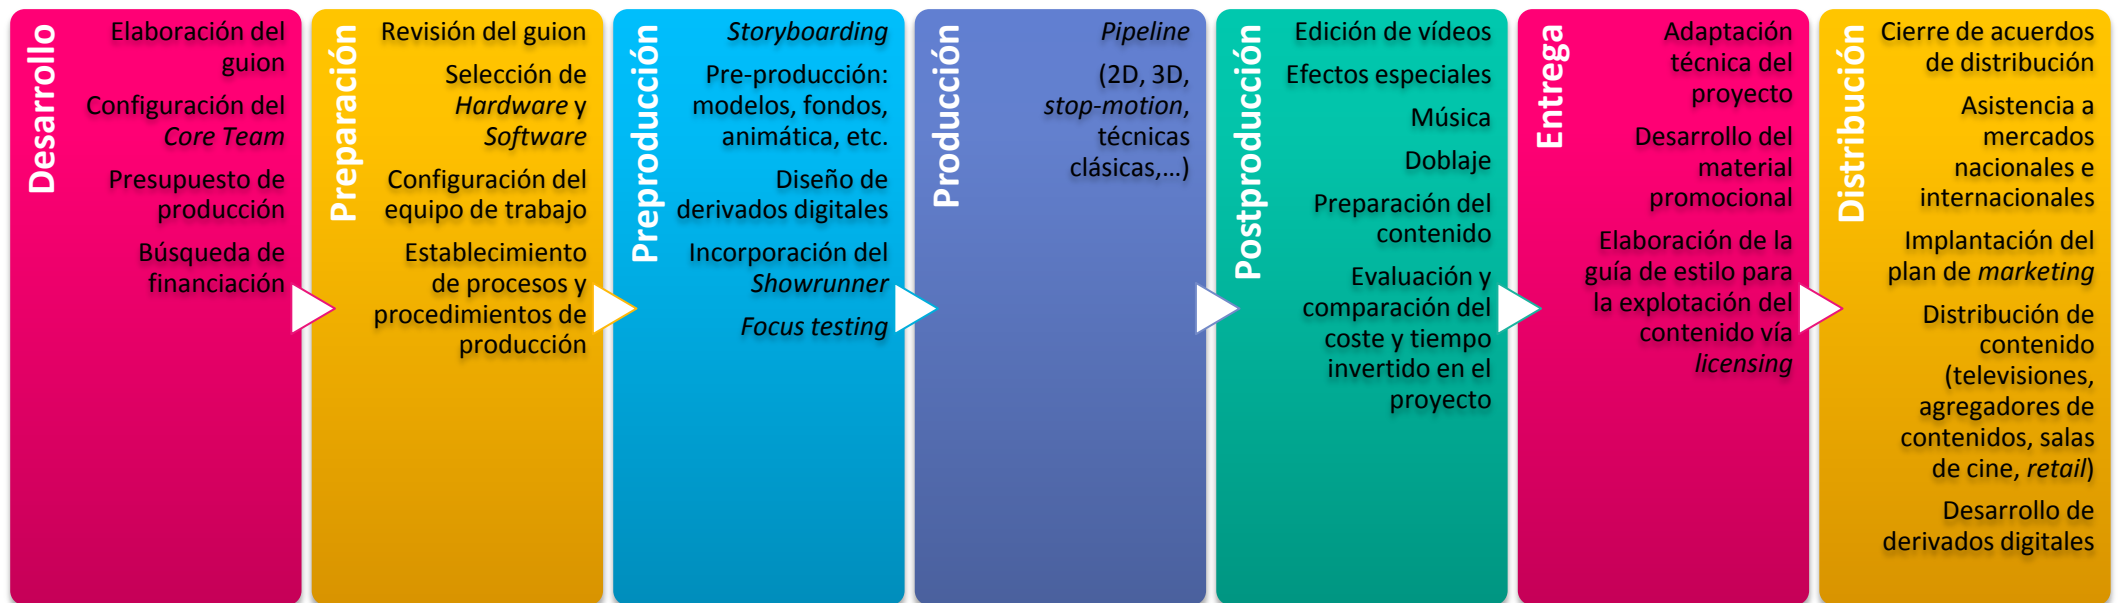 Desarrollo
Elaboración del
guion
Configuración del
Core Team
Presupuesto de
producción
Búsqueda de
financiación
Preparación
Revisión del guion
Selección de
Hardware y
Software
Configuración del
equipo de trabajo
Establecimiento
de procesos y
procedimientos de
producción
Preproducción
Storyboarding
Pre-producción:
modelos, fondos,
animática, etc.
Diseño de
derivados digitales
Incorporación del
Showrunner
Focus testing
Producción
Pipeline
(2D, 3D,
stop-motion,
técnicas
clásicas,...)
Postproducción
Edición de vídeos
Efectos especiales
Música
Doblaje
Preparación del
contenido
Evaluación y
comparación del
coste y tiempo
invertido en el
proyecto
Entrega
Adaptación
técnica del
proyecto
Desarrollo del
material
promocional
Elaboración de la
guía de estilo para
la explotación del
contenido vía
licensing
Distribución
Cierre de acuerdos
de distribución
Asistencia a
mercados
nacionales e
internacionales
Implantación del
plan de marketing
Distribución de
contenido
(televisiones,
agregadores de
contenidos, salas
de cine, retail)
Desarrollo de
derivados digitales